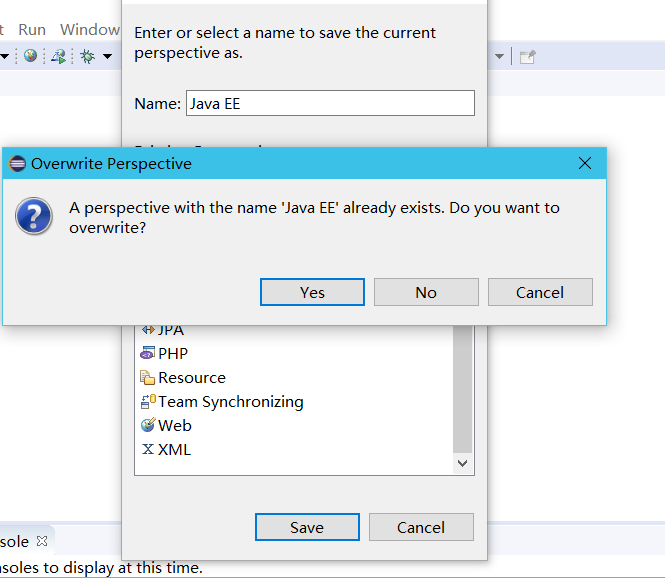 Run Window
Enter or select a name to save the current
perspective as.
Name: Java EE
Overwrite Perspective
A perspective with the name 'Java EE' already exists. Do you want to
overwrite?
Yes No Cancel
JPA
PHP
Resource
Team Synchronizing
Web
XML
Save Cancel
sole
nsoles to display at this time.